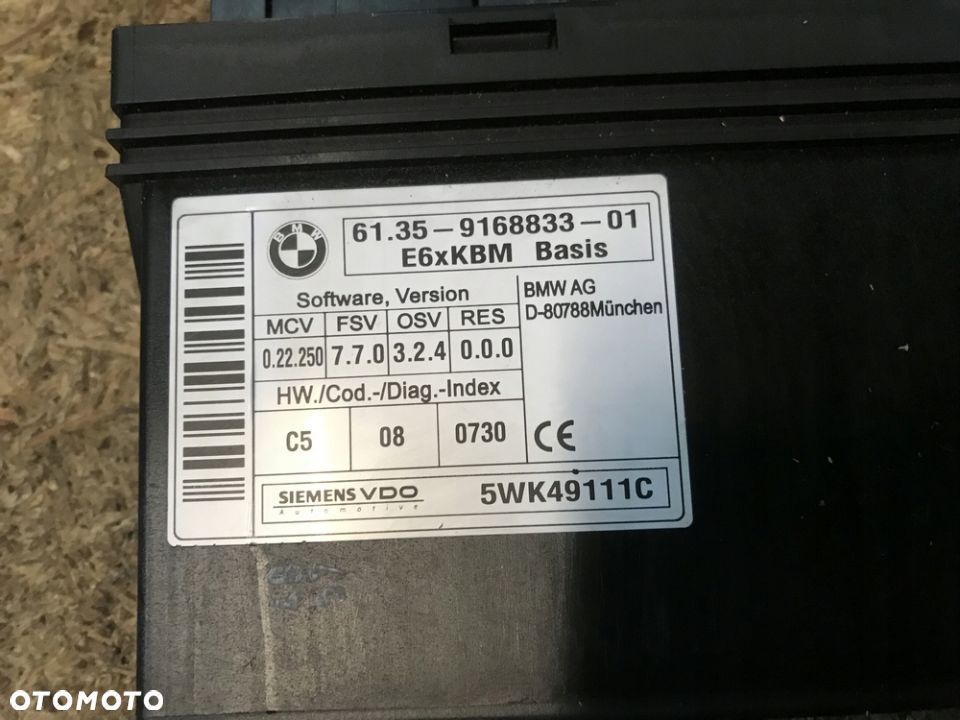 BMW
61.35-9168833-01
E6xKBM Basis
Software, Version
BMW AG
D-80788München
MCV FSV OSV RES
0.22.250 7.7.0 3.2.4 0.0.0
HW./Cod.-/Diag.-Index
C5 08 0730
CE
SIEMENS VDO 5WK49111C
Automotive
OTOMOTO